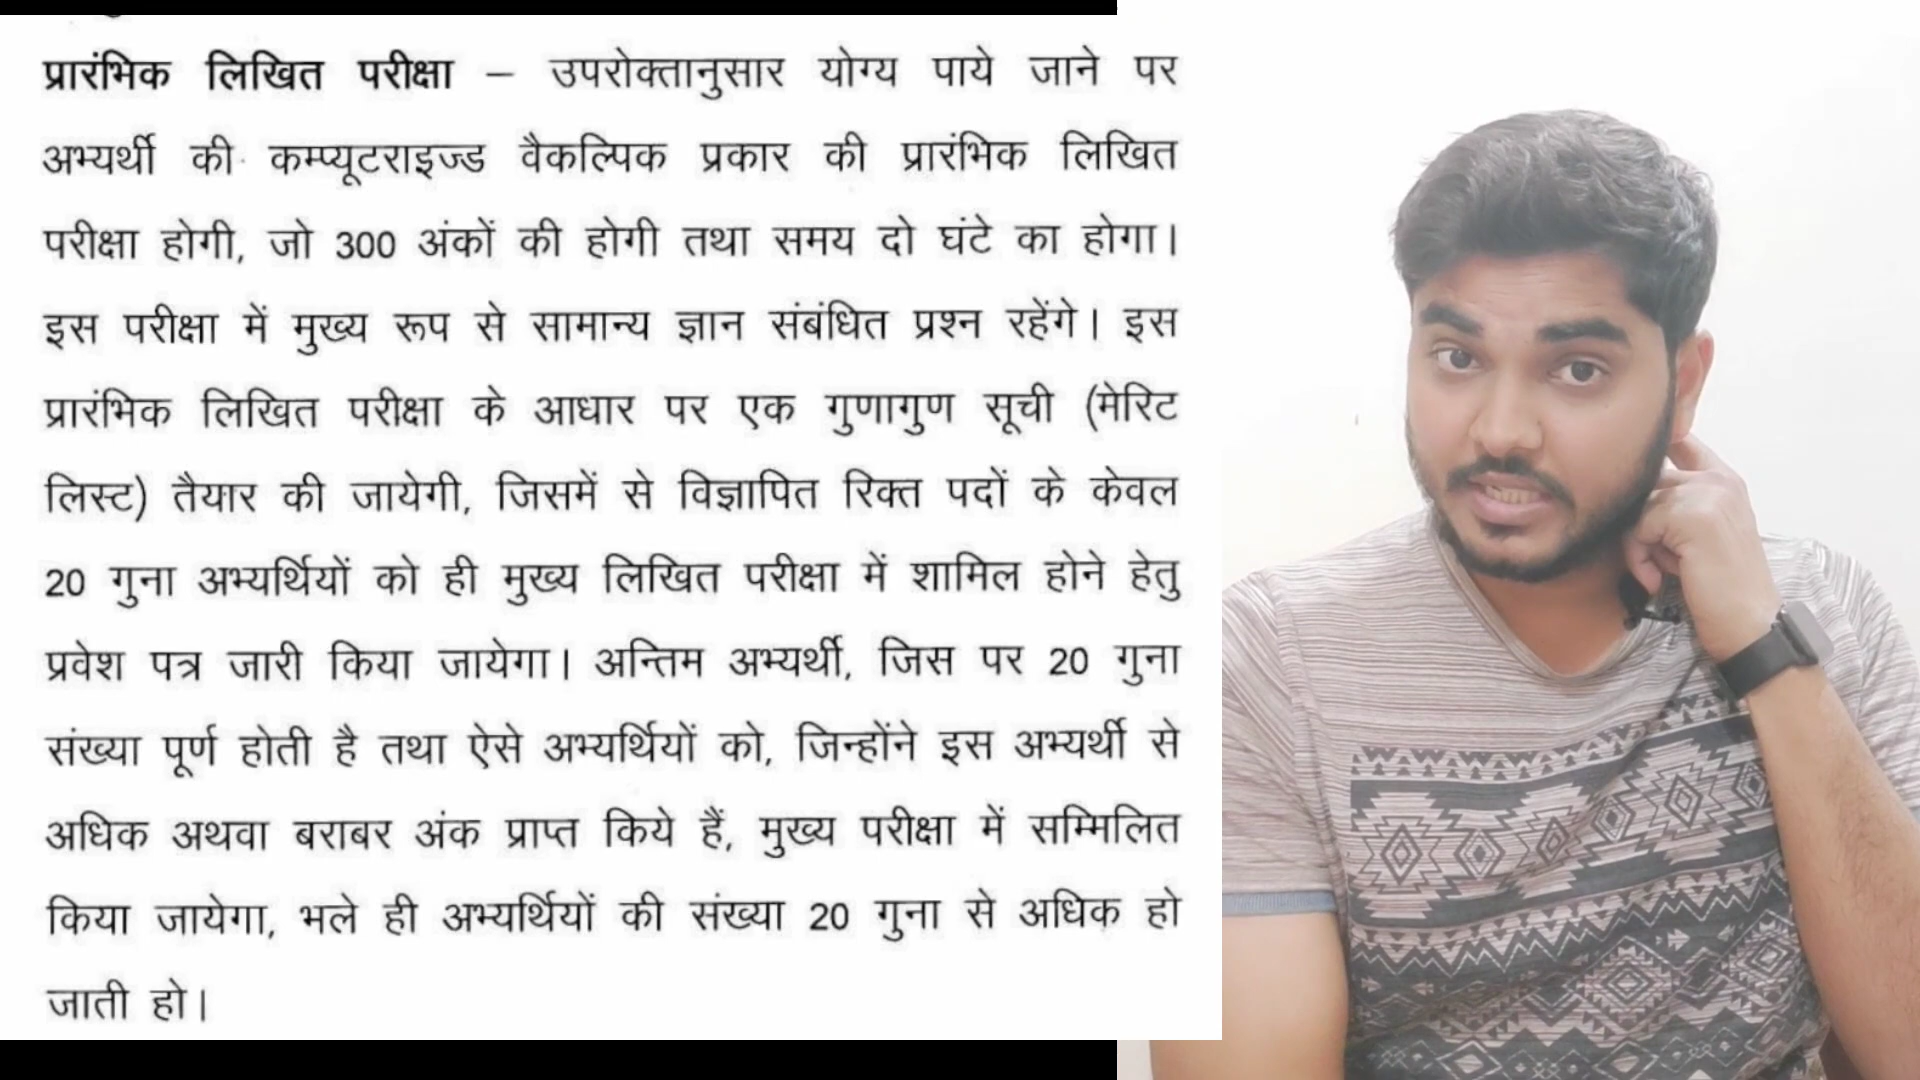 प्रारंभिक लिखित परीक्षा – उपरोक्तानुसार योग्य पाये जाने पर
अभ्यर्थी की कम्प्यूटराइज्ड वैकल्पिक प्रकार की प्रारंभिक लिखित
परीक्षा होगी, जो 300 अंकों की होगी तथा समय दो घंटे का होगा।
इस परीक्षा में मुख्य रूप से सामान्य ज्ञान संबंधित प्रश्न रहेंगे। इस
प्रारंभिक लिखित परीक्षा के आधार पर एक गुणागुण सूची (मेरिट
लिस्ट) तैयार की जायेगी, जिसमें से विज्ञापित रिक्त पदों के केवल
20 गुना अभ्यर्थियों को ही मुख्य लिखित परीक्षा में शामिल होने हेतु
प्रवेश पत्र जारी किया जायेगा। अन्तिम अभ्यर्थी, जिस पर 20 गुना
संख्या पूर्ण होती है तथा ऐसे अभ्यर्थियों को, जिन्होंने इस अभ्यर्थी से
अधिक अथवा बराबर अंक प्राप्त किये हैं, मुख्य परीक्षा में सम्मिलित
किया जायेगा, भले ही अभ्यर्थियों की संख्या 20 गुना से अधिक हो
जाती हो।